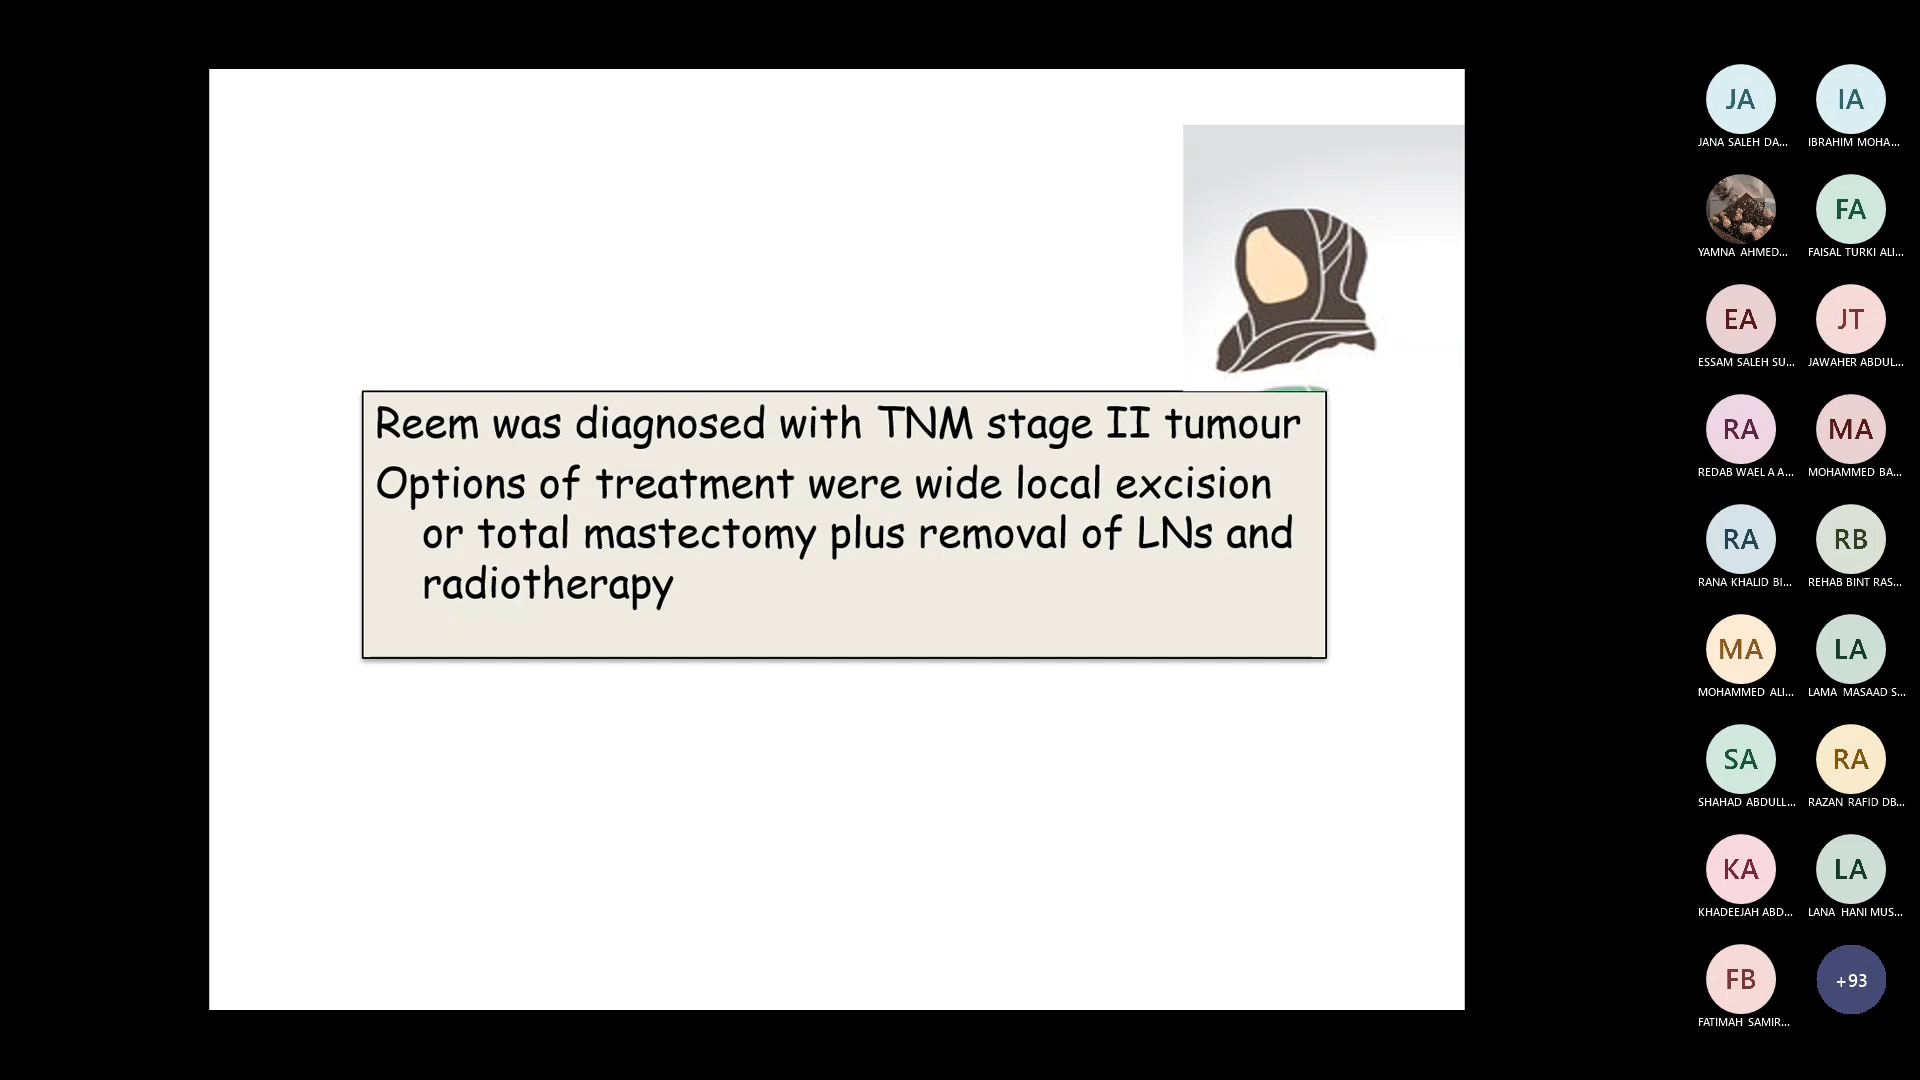 Reem was diagnosed with TNM stage II tumour
Options of treatment were wide local excision
or total mastectomy plus removal of LNs and
radiotherapy
JA
IA
JANA SALEH DA...
IBRAHIM MOHA...
FA
YAMNA AHMED...
FAISAL TURKI ALI...
EA
JT
ESSAM SALEH SU...
JAWAHER ABDUL...
RA
MA
REDAB WAEL A A...
MOHAMMED BA...
RA
RB
RANA KHALID BI...
REHAB BINT RAS...
MA
LA
MOHAMMED ALI...
LAMA MASAAD S...
SA
RA
SHAHAD ABDULL...
RAZAN RAFID DB...
KA
LA
KHADEEJAH ABD...
LANA HANI MUS...
FB
+93
FATIMAH SAMIR...